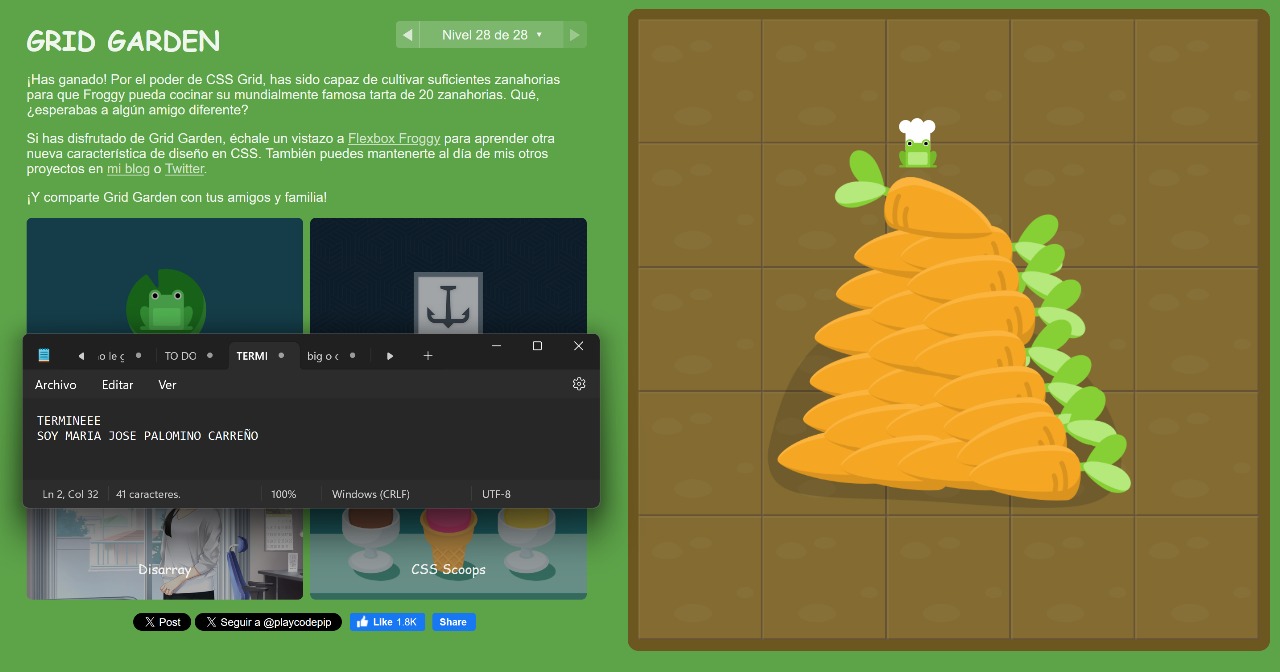 GRID GARDEN
Nivel 28 de 28
¡Has ganado! Por el poder de CSS Grid, has sido capaz de cultivar suficientes zanahorias
para que Froggy pueda cocinar su mundialmente famosa tarta de 20 zanahorias. Qué,
¿esperabas a algún amigo diferente?
Si has disfrutado de Grid Garden, échale un vistazo a Flexbox Froggy para aprender otra
nueva característica de diseño en CSS. También puedes mantenerte al día de mis otros
proyectos en mi blog o Twitter.
¡Y comparte Grid Garden con tus amigos y familia!
TO DO
TERMI
big o
Archivo Editar Ver
TERMINEEE
SOY MARIA JOSE PALOMINO CARREÑO
Ln 2, Col 32 41 caracteres. 100% Windows (CRLF) UTF-8
Disarray
CSS Scoops
Post
Seguir a @playcodepip
Like 1.8K
Share